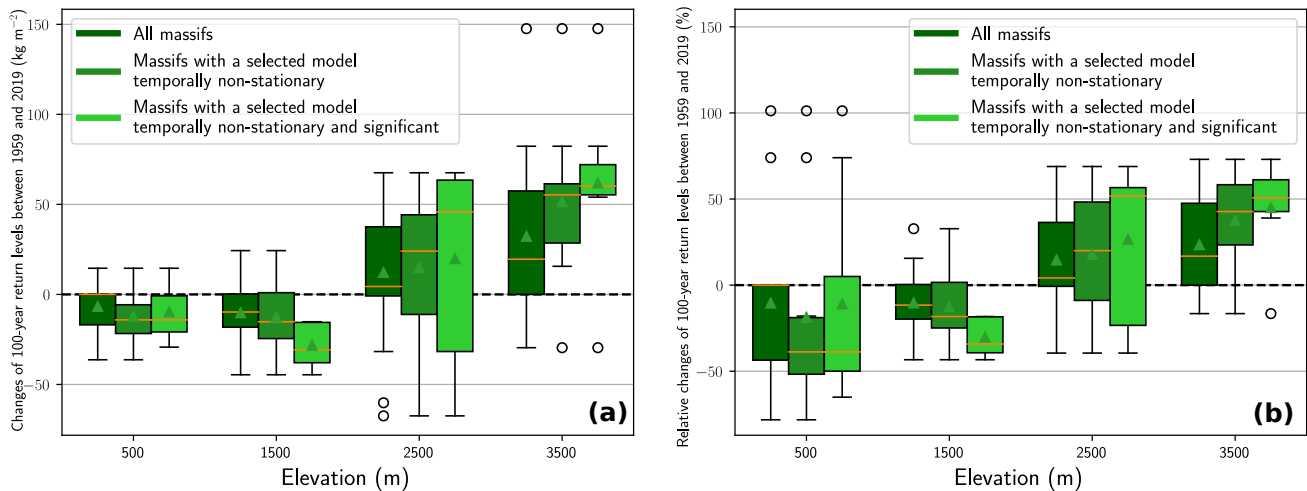 Changes of 100-year return levels between 1959 and 2019 (kg m⁻²)
150
100
50
0
−50
All massifs
Massifs with a selected model
temporally non-stationary
Massifs with a selected model
temporally non-stationary and significant
(a)
500
1500
2500
3500
Elevation (m)
Relative changes of 100-year return levels between 1959 and 2019 (%)
150
100
50
0
−50
All massifs
Massifs with a selected model
temporally non-stationary
Massifs with a selected model
temporally non-stationary and significant
(b)
500
1500
2500
3500
Elevation (m)